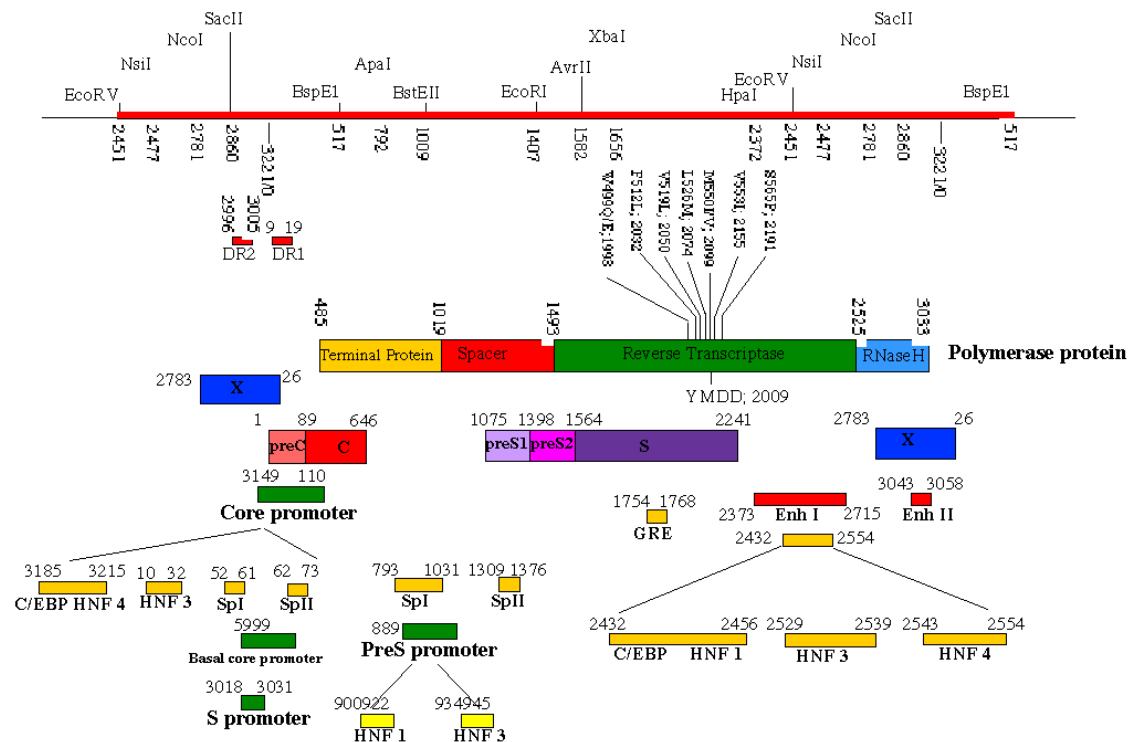 SacII
SacII
NcoI
XbaI
NcoI
NsiI
ApaI
AvrII
EcoRV
NsiI
EcoRV
BspE1
BstEII
EcoRI
HpaI
BspE1
2451
2477
2781
2860
322 1/0
517
792
1009
1407
1582
1656
2372
2451
2477
2781
2860
322 1/0
517
2996
3005
9
19
DR2
DR1
W499Q/E;1993
F512L; 2032
V519L; 2050
L526M; 2074
M550I/V; 2099
V553I; 2155
S565P; 2191
485
1019
1493
2525
3033
Terminal Protein
Spacer
Reverse Transcriptase
RNaseH
Polymerase protein
YMDD; 2009
2783
X
26
1
89
646
preC
C
1075
1398
1564
2241
preS1
preS2
S
2783
26
X
3149
110
Core promoter
1754
1768
GRE
2373
Enh I
2715
3043
3058
Enh II
2432
2554
3185
3215
C/EBP HNF 4
10
32
HNF 3
52
61
SpI
62
73
SpII
793
1031
SpI
1309
1376
SpII
5999
Basal core promoter
889
PreS promoter
2432
2456
C/EBP
HNF 1
2529
2539
HNF 3
2543
2554
HNF 4
3018
3031
S promoter
900922
HNF 1
934945
HNF 3